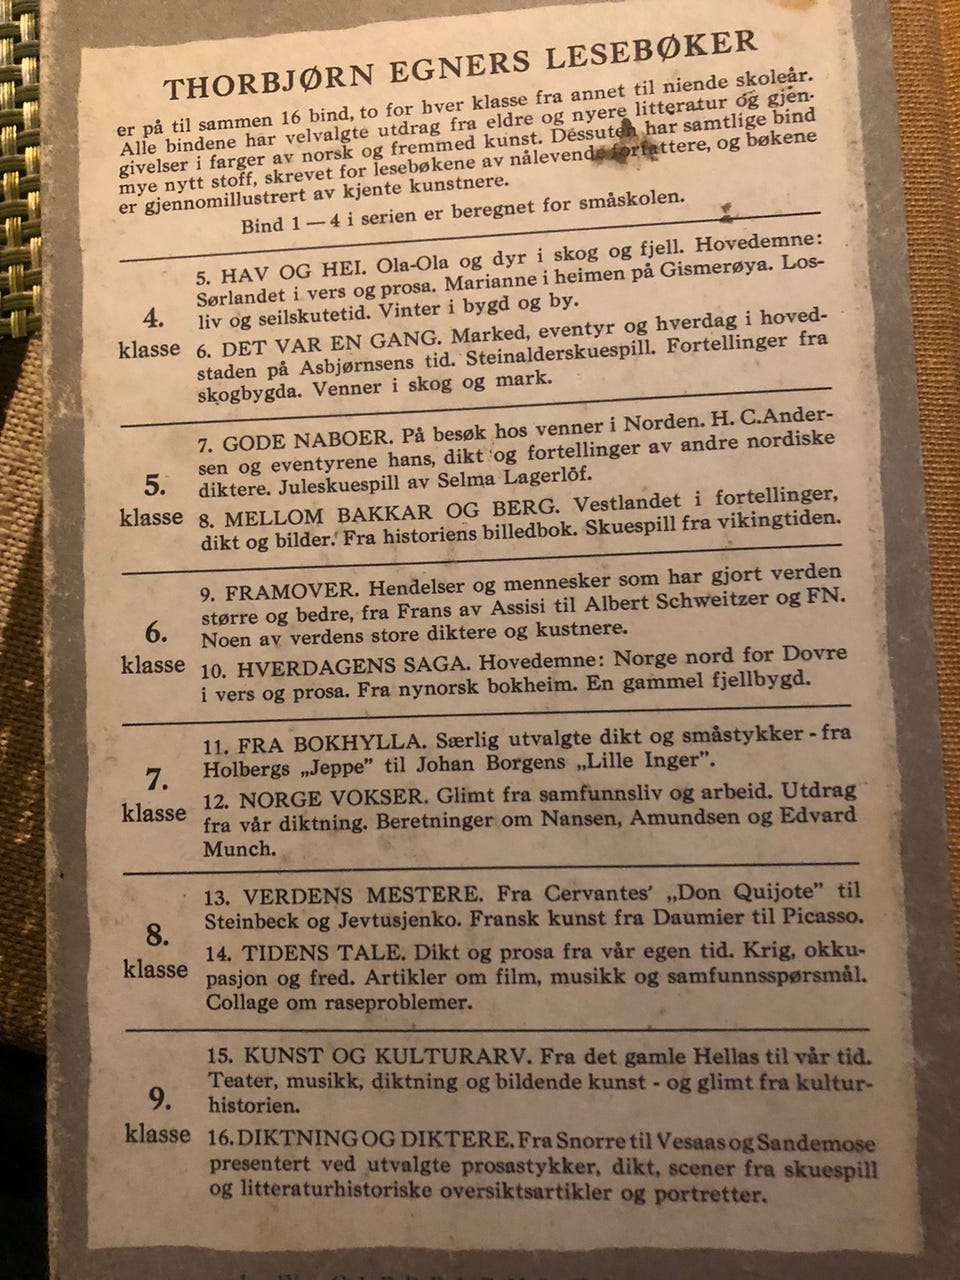 THORBJØRN EGNERS LESEBØKER
er på til sammen 16 bind, to for hver klasse fra annet til niende skoleår.
Alle bindene har velvalgte utdrag fra eldre og nyere litteratur og gjen-
givelser i farger av norsk og fremmed kunst. Dessuten har samtlige bind
mye nytt stoff, skrevet for lesebøkene av nålevende forfattere, og bøkene
er gjennomillustrert av kjente kunstnere.
Bind 1 — 4 i serien er beregnet for småskolen.
4.
klasse
5. HAV OG HEI. Ola-Ola og dyr i skog og fjell. Hovedemne:
Sørlandet i vers og prosa. Marianne i heimen på Gismerøya. Los-
liv og seilskutetid. Vinter i bygd og by.
6. DET VAR EN GANG. Marked, eventyr og hverdag i hoved-
staden på Asbjørnsens tid. Steinalderskuespill. Fortellinger fra
skogbygda. Venner i skog og mark.
5.
klasse
7. GODE NABOER. På besøk hos venner i Norden. H. C. Ander-
sen og eventyrene hans, dikt og fortellinger av andre nordiske
diktere. Juleskuespill av Selma Lagerlöf.
8. MELLOM BAKKAR OG BERG. Vestlandet i fortellinger,
dikt og bilder. Fra historiens billedbok. Skuespill fra vikingtiden.
6.
klasse
9. FRAMOVER. Hendelser og mennesker som har gjort verden
større og bedre, fra Frans av Assisi til Albert Schweitzer og FN.
Noen av verdens store diktere og kustnere.
10. HVERDAGENS SAGA. Hovedemne: Norge nord for Dovre
i vers og prosa. Fra nynorsk bokheim. En gammel fjellbygd.
7.
klasse
11. FRA BOKHYLLA. Særlig utvalgte dikt og småstykker - fra
Holbergs „Jeppe” til Johan Borgens „Lille Inger”.
12. NORGE VOKSER. Glimt fra samfunnsliv og arbeid. Utdrag
fra vår diktning. Beretninger om Nansen, Amundsen og Edvard
Munch.
8.
klasse
13. VERDENS MESTERE. Fra Cervantes’ „Don Quijote” til
Steinbeck og Jevtusjenko. Fransk kunst fra Daumier til Picasso.
14. TIDENS TALE. Dikt og prosa fra vår egen tid. Krig, okku-
pasjon og fred. Artikler om film, musikk og samfunnsspørsmål.
Collage om raseproblemer.
9.
klasse
15. KUNST OG KULTURARV. Fra det gamle Hellas til vår tid.
Teater, musikk, diktning og bildende kunst - og glimt fra kultur-
historien.
16. DIKTNING OG DIKTERE. Fra Snorre til Vesaas og Sandemose
presentert ved utvalgte prosastykker, dikt, scener fra skuespill
og litteraturhistoriske oversiktsartikler og portretter.